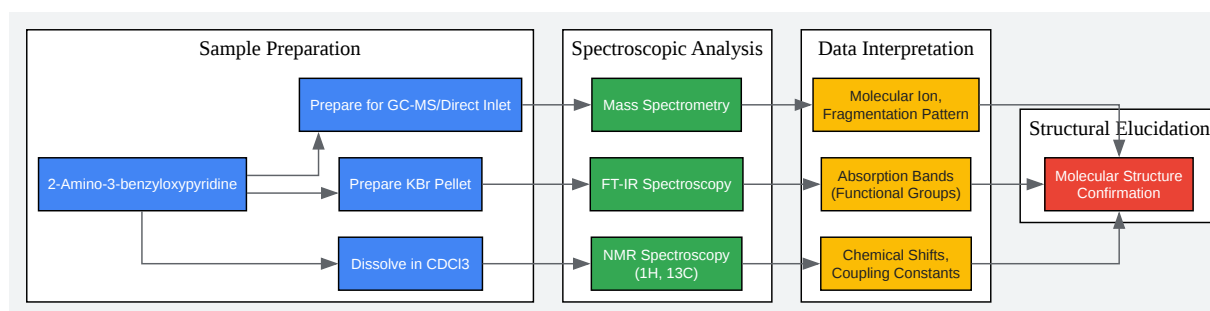 Sample Preparation
Spectroscopic Analysis
Data Interpretation
Structural Elucidation
Prepare for GC-MS/Direct Inlet
Mass Spectrometry
Molecular Ion,
Fragmentation Pattern
2-Amino-3-benzyloxypyridine
Prepare KBr Pellet
FT-IR Spectroscopy
Absorption Bands
(Functional Groups)
Molecular Structure
Confirmation
Dissolve in CDCl3
NMR Spectroscopy
(1H, 13C)
Chemical Shifts,
Coupling Constants